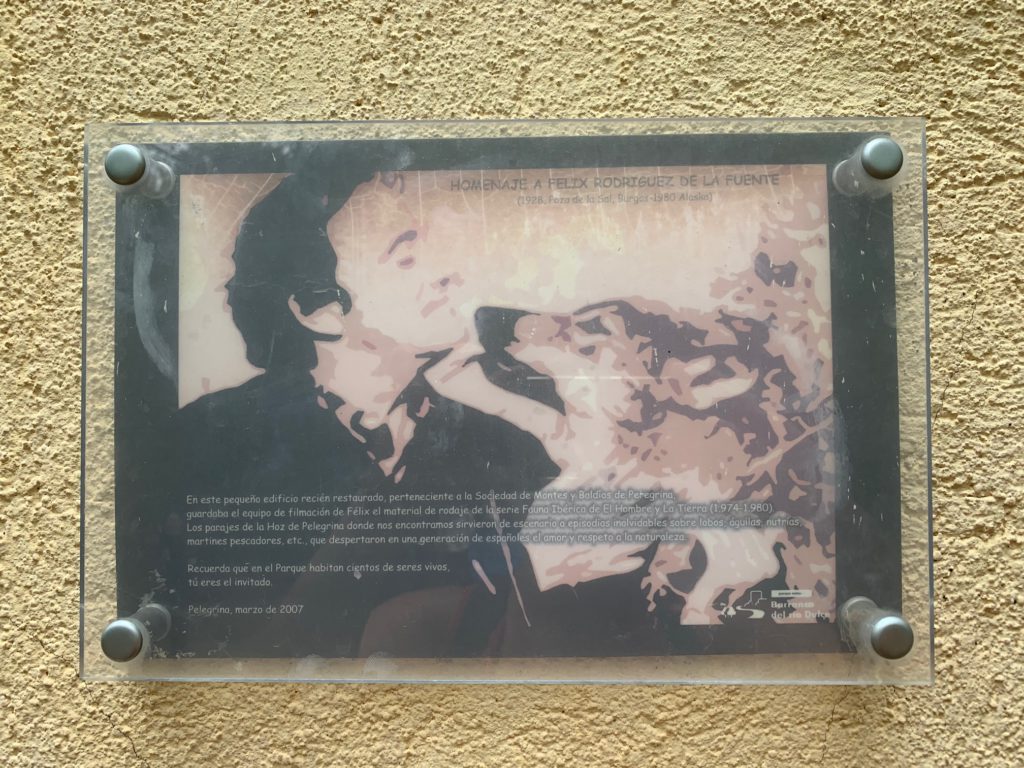 HOMENAJE A FELIX RODRIGUEZ DE LA FUENTE
(1928, Poza de la Sal, Burgos-1980 Alaska)
En este pequeño edificio recién restaurado, perteneciente a la Sociedad de Montes y Baldíos de Pelegrina,
guardaba el equipo de filmación de Félix el material de rodaje de la serie Fauna Ibérica de El Hombre y La Tierra (1.974-1.980).
Los parajes de la Hoz de Pelegrina donde nos encontramos sirvieron de escenario a episodios inolvidables sobre lobos, águilas, nutrias,
martines pescadores, etc., que despertaron en una generación de españoles el amor y respeto a la naturaleza.
Recuerda que en el Parque habitan cientos de seres vivos,
tú eres el invitado.
Pelegrina, marzo de 2007
Barranco
del río Dulce